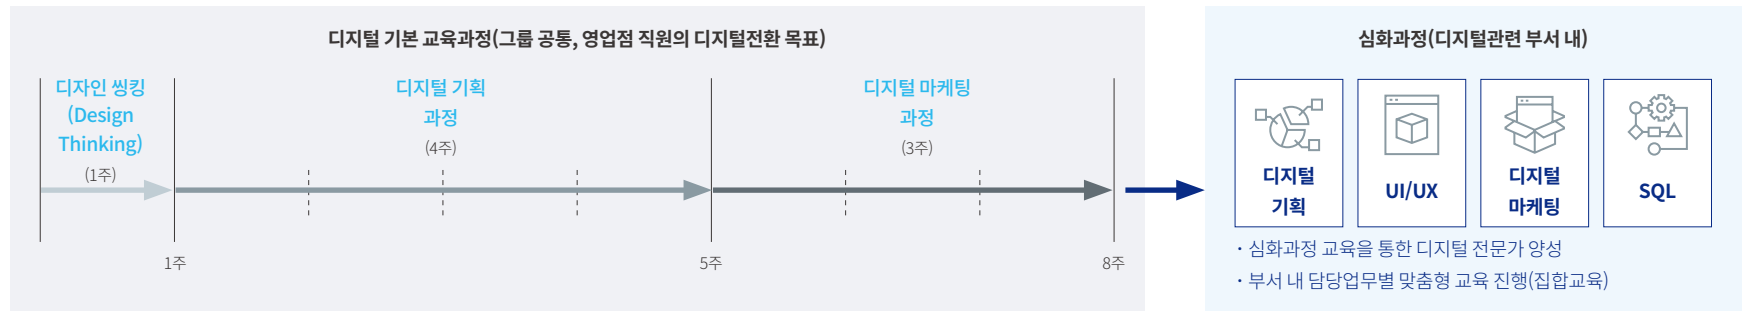 디지털 기본 교육과정(그룹 공통, 영업점 직원의 디지털전환 목표)
디자인 씽킹
(Design
Thinking)
(1주)
디지털 기획
과정
(4주)
디지털 마케팅
과정
(3주)
1주
5주
8주
심화과정(디지털관련 부서 내)
디지털
기획
UI/UX
디지털
마케팅
SQL
· 심화과정 교육을 통한 디지털 전문가 양성
· 부서 내 담당업무별 맞춤형 교육 진행(집합교육)